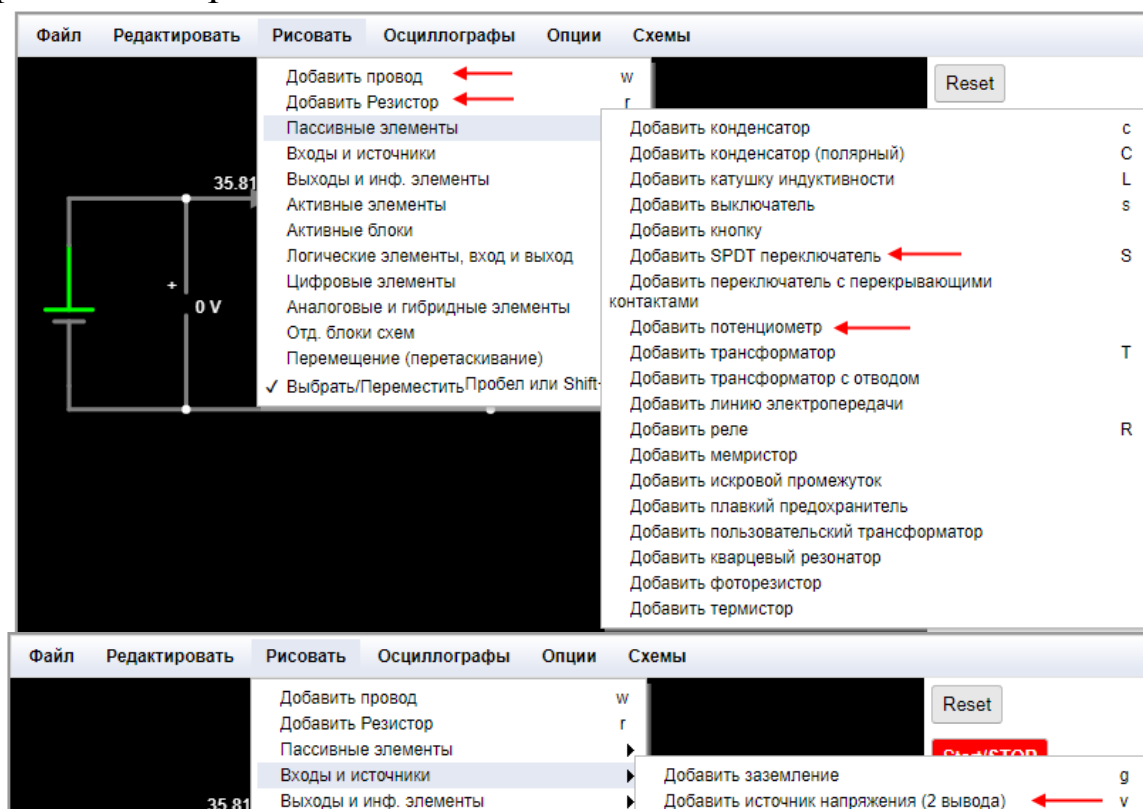 Файл Редактировать Рисовать Осциллографы Опции Схемы
Добавить провод w
Добавить Резистор r
Пассивные элементы
Входы и источники
Выходы и инф. элементы
Активные элементы
Активные блоки
Логически элементы, вход и выход
Цифровые элементы
Аналоговые и гибридные элементы
Отд. блоки схем
Перемещение (перетаскивание)
✓ Выбрать/Переместить Пробел или Shift-
Reset
Добавить конденсатор c
Добавить конденсатор (полярный) C
Добавить катушку индуктивности L
Добавить выключатель s
Добавить кнопку
Добавить SPDT переключатель S
Добавить переключатель с перекрывающими
контактами
Добавить потенциометр
Добавить трансформатор T
Добавить трансформатор с отводом
Добавить линию электропередачи
Добавить реле R
Добавить мемристор
Добавить искровой промежуток
Добавить плавкий предохранитель
Добавить пользовательский трансформатор
Добавить кварцевый резонатор
Добавить фоторезистор
Добавить термистор
35.81
+
0 V
Файл Редактировать Рисовать Осциллографы Опции Схемы
Добавить провод w
Добавить Резистор r
Пассивные элементы
Входы и источники
Выходы и инф. элементы
Reset
Start/STOP
Добавить заземление g
Добавить источник напряжения (2 вывода) v
35.81